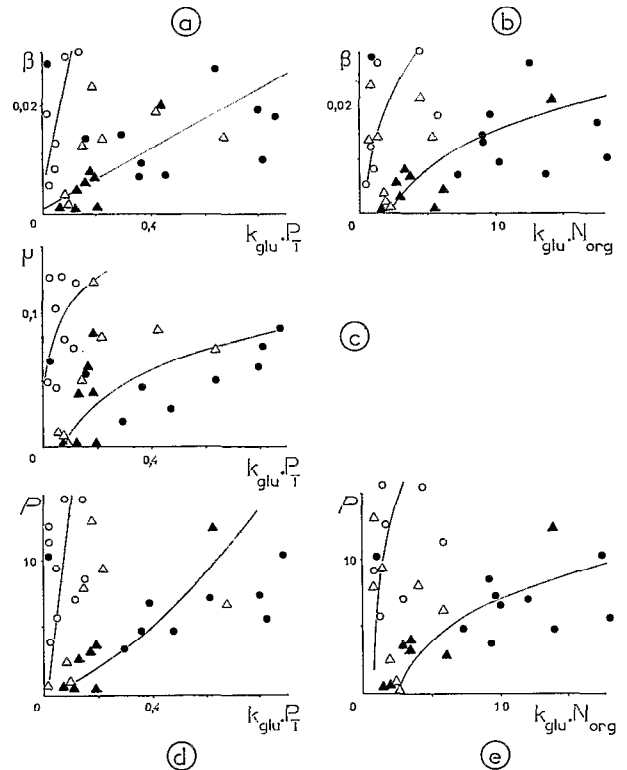 a
b
β
0,02
0
0,4
k_glu.P_T
β
0,02
0
10
k_glu.N_org
μ
0,1
0
0,4
k_glu.P_T
c
ρ
10
0
0,4
k_glu.P_T
ρ
10
0
10
k_glu.N_org
d
e